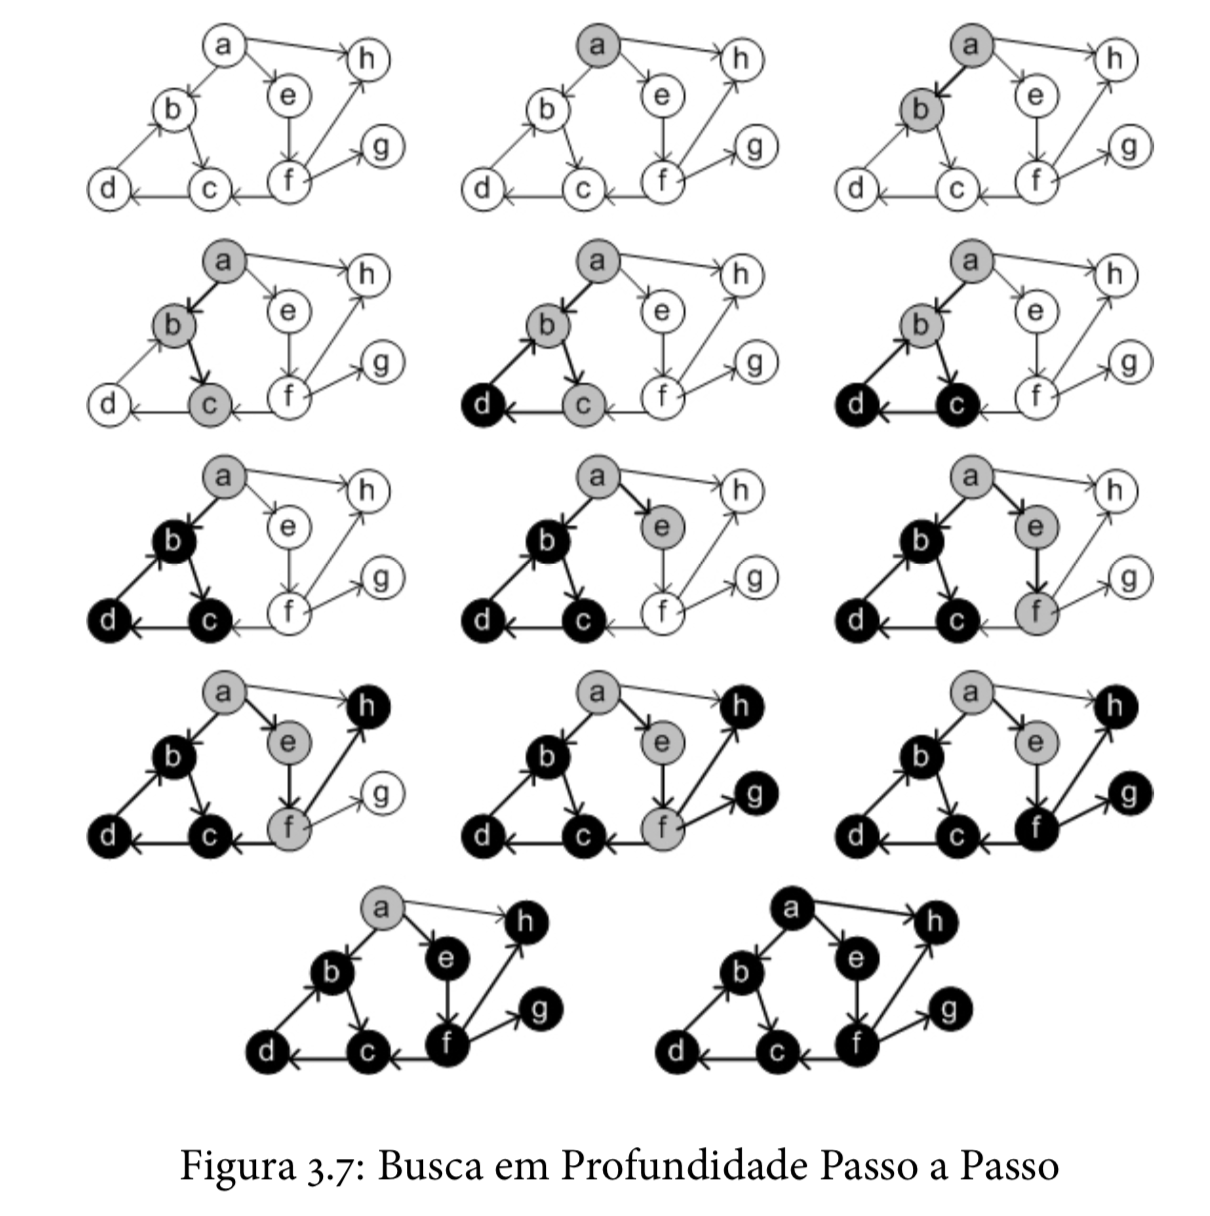 a h a h a h
b e b e b e
g g g
d c f d c f d c f
a h a h a h
b e b e b e
g g g
d c f d c f d c f
a h a h a h
b e b e b e
g g g
d c f d c f d c f
a h a h a h
b e b e b e
g g g
d c f d c f d c f
a h a h
b e b e
g g
d c f d c f
Figura 3.7: Busca em Profundidade Passo a Passo